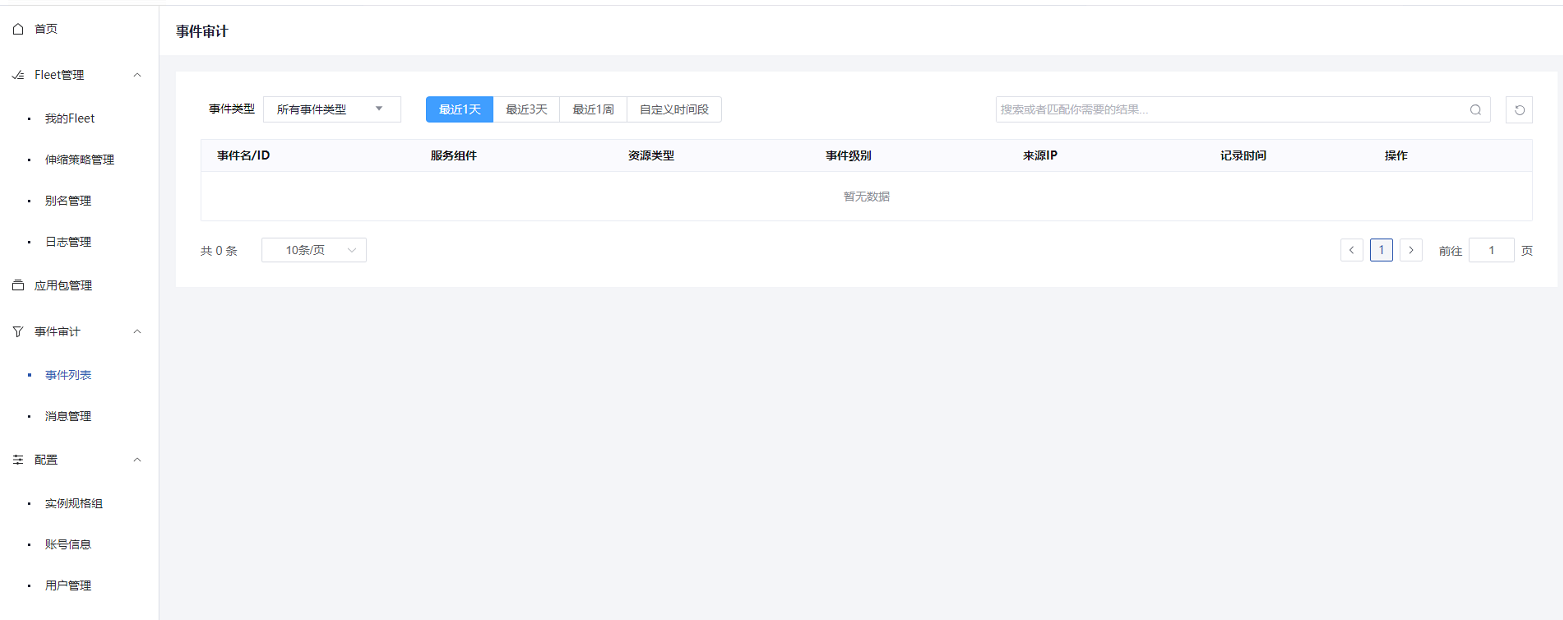 首页
Fleet管理
我的Fleet
伸缩策略管理
别名管理
日志管理
应用包管理
事件审计
事件列表
消息管理
配置
实例规格组
账号信息
用户管理
事件审计
事件类型 所有事件类型 最近1天 最近3天 最近1周 自定义时间段 搜索或者匹配你需要的结果...
事件名/ID 服务组件 资源类型 事件级别 来源IP 记录时间 操作
暂无数据
共 0 条 10条/页 1 前往 1 页